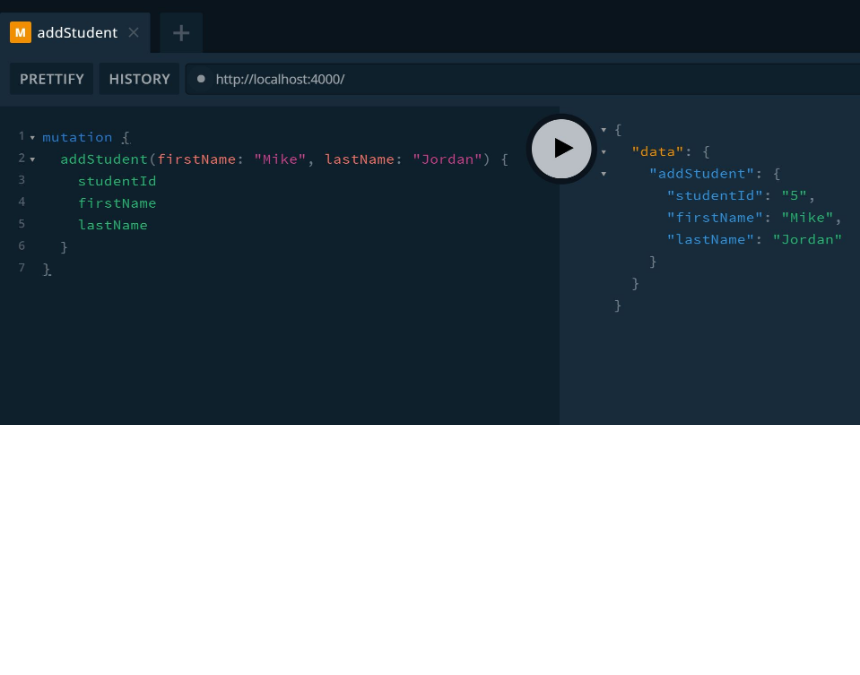 M addStudent ×
PRETTIFY HISTORY http://localhost:4000/
1 mutation {
2 addStudent(firstName: "Mike", lastName: "Jordan") {
3 studentId
4 firstName
5 lastName
6 }
7 }
{
"data": {
"addStudent": {
"studentId": "5",
"firstName": "Mike",
"lastName": "Jordan"
}
}
}